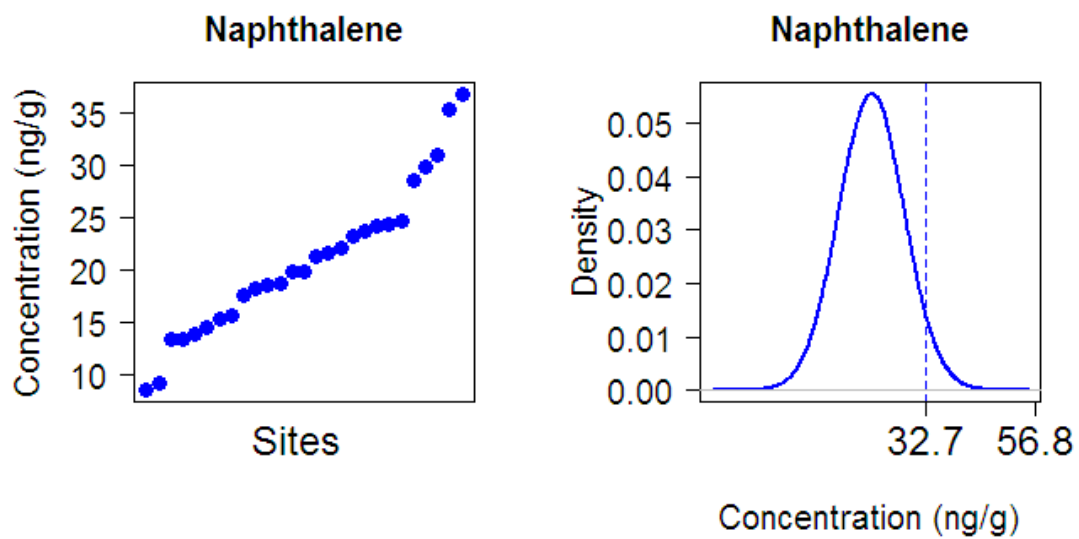 Naphthalene
Concentration (ng/g)
35
30
25
20
15
10
Sites
Naphthalene
Density
0.05
0.04
0.03
0.02
0.01
0.00
32.7 56.8
Concentration (ng/g)